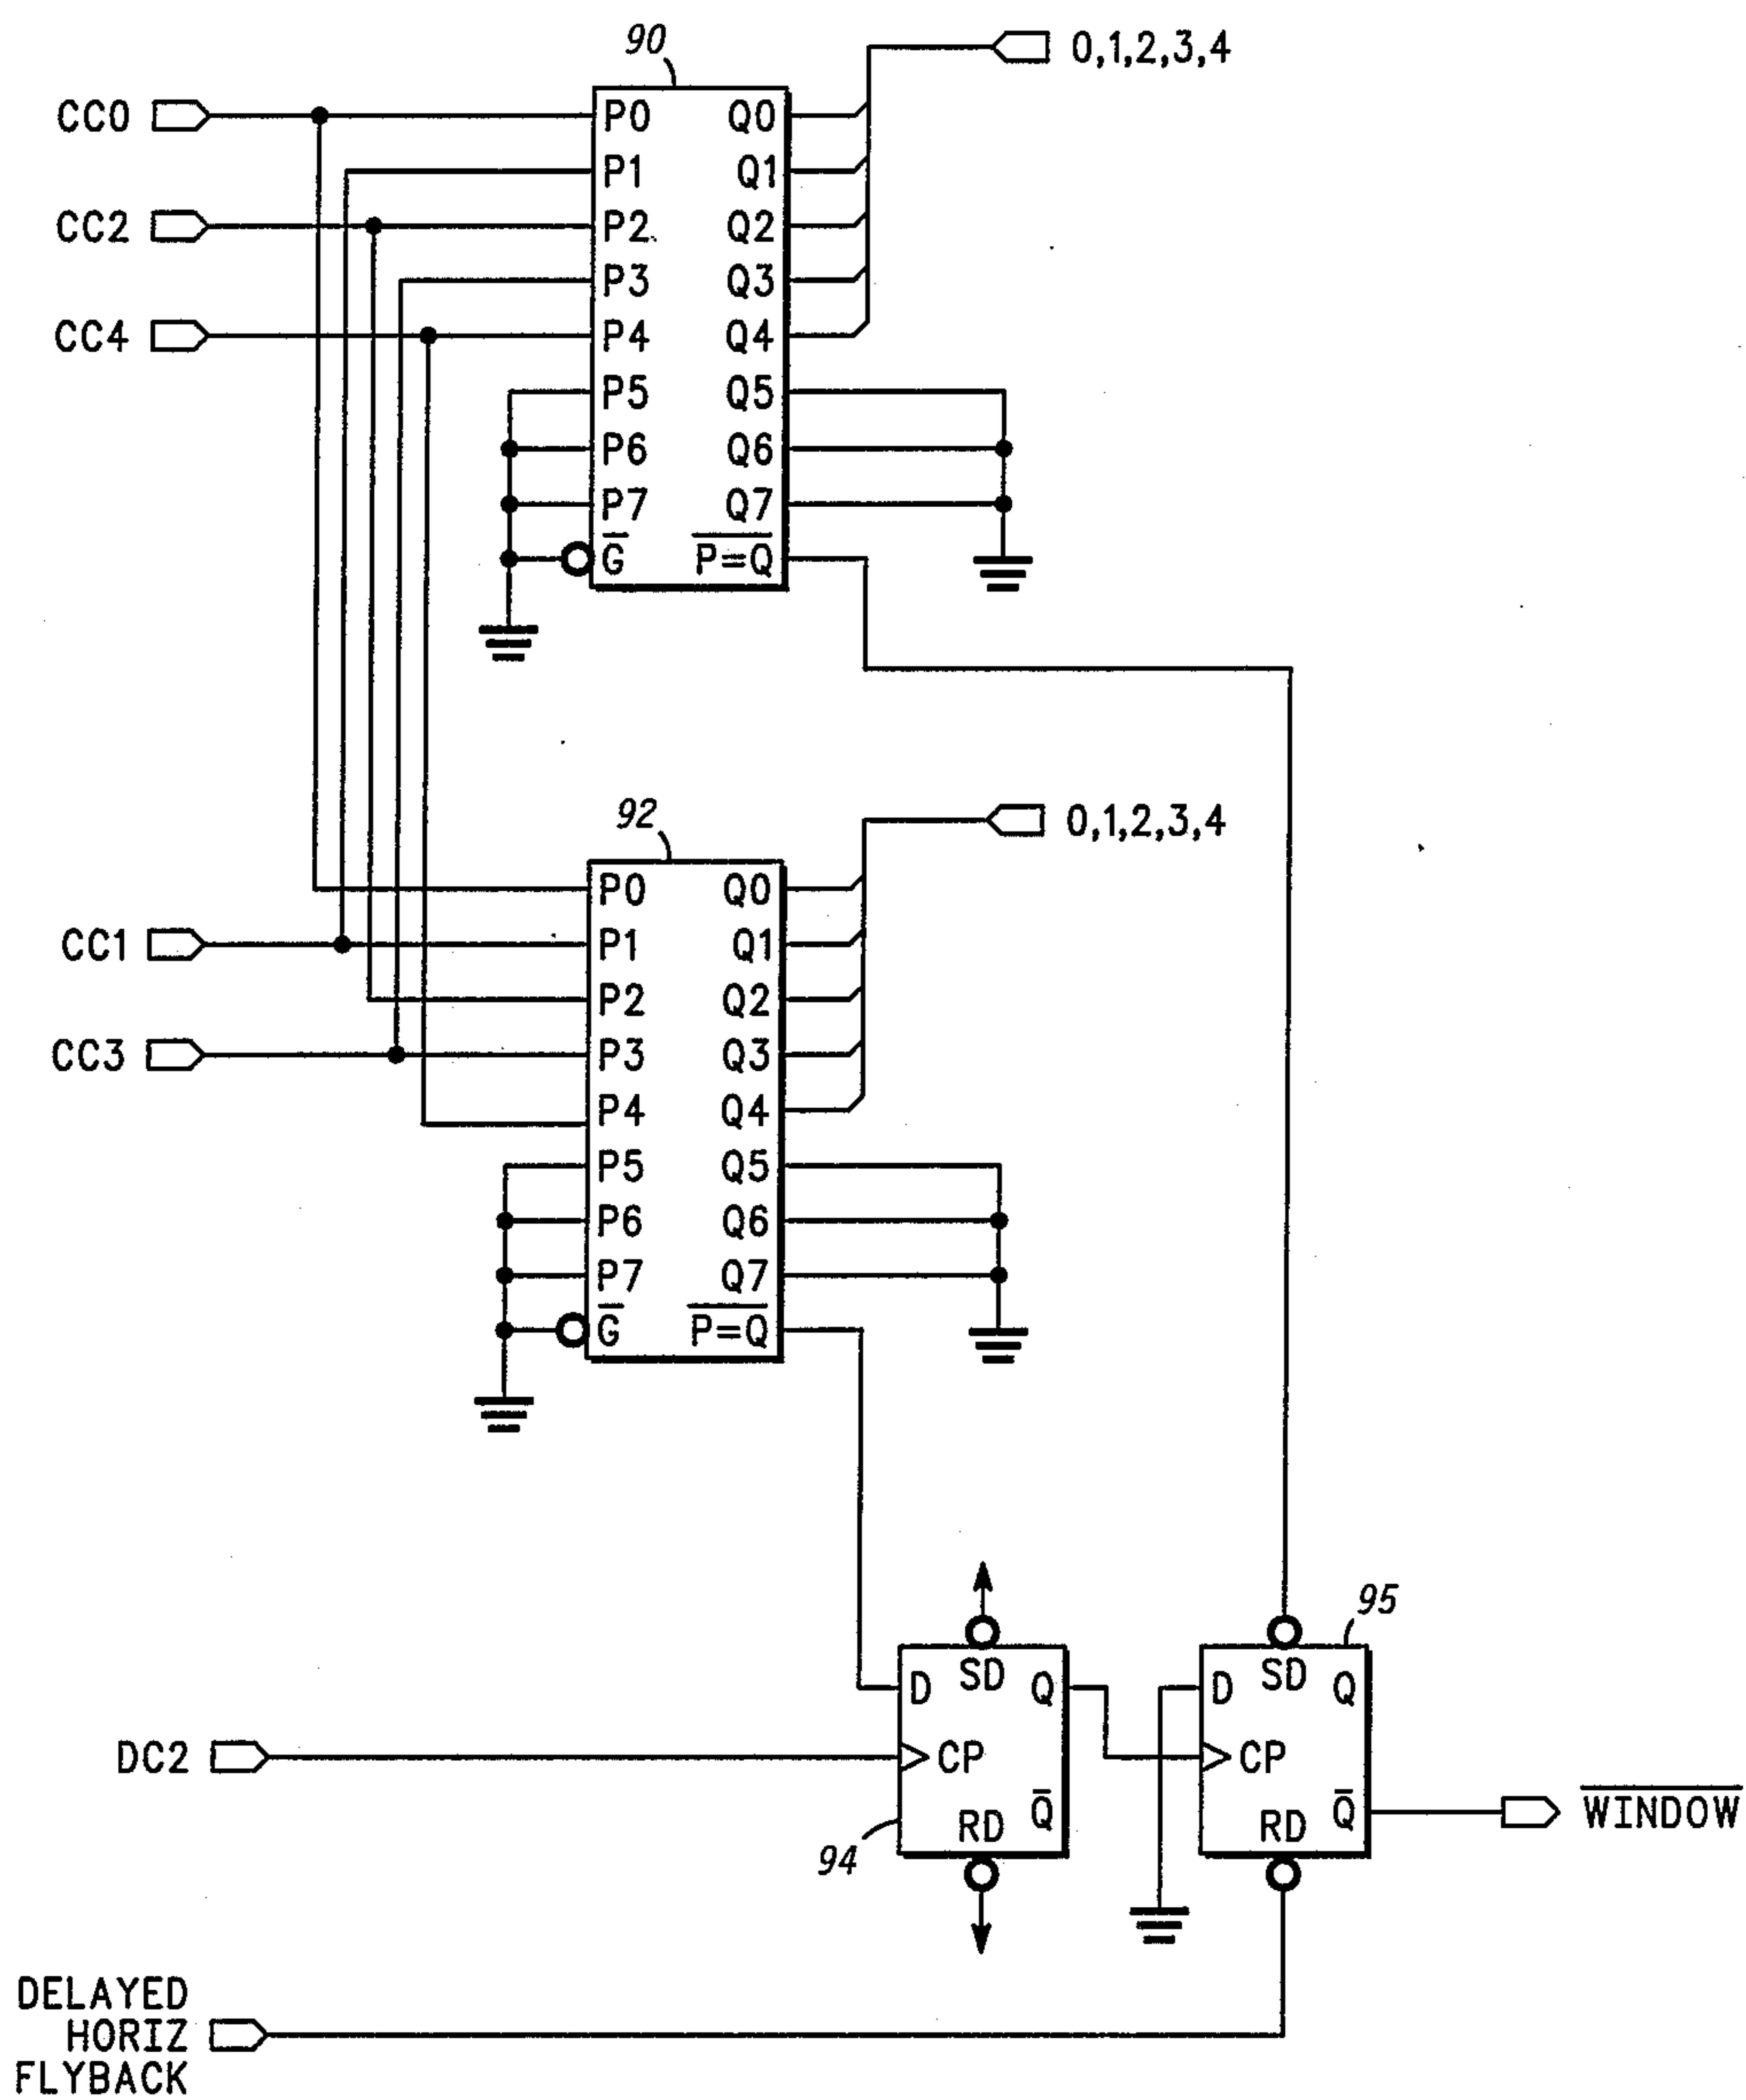 90
0,1,2,3,4
CC0
P0 Q0
P1 Q1
CC2
P2 Q2
P3 Q3
CC4
P4 Q4
P5 Q5
P6 Q6
P7 Q7
G̅ P̅=̅Q̅
92
0,1,2,3,4
P0 Q0
CC1
P1 Q1
P2 Q2
CC3
P3 Q3
P4 Q4
P5 Q5
P6 Q6
P7 Q7
G̅ P̅=̅Q̅
95
D SD Q
D SD Q
DC2
CP
CP
RD Q̅
RD Q̅
W̅I̅N̅D̅O̅W̅
94
DELAYED
HORIZ
FLYBACK